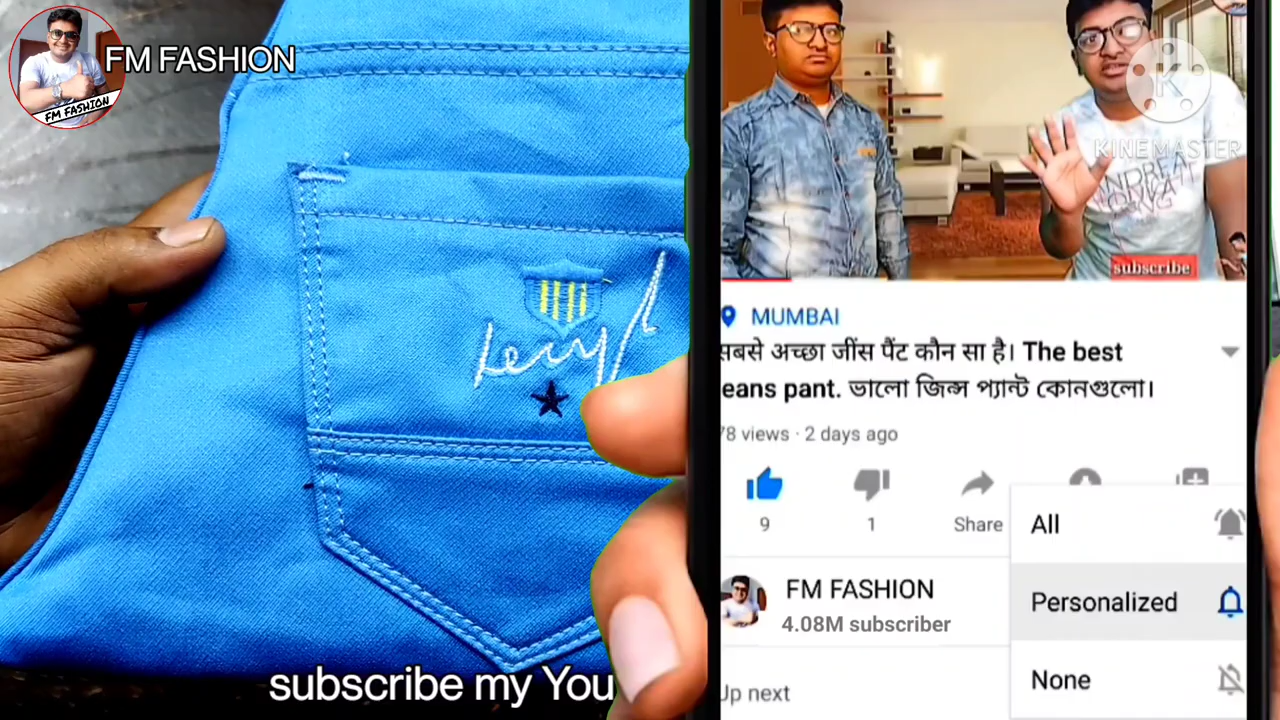 FM FASHION
FM FASHION
subscribe my You
KINEMASTER
subscribe
MUMBAI
सबसे अच्छा जींस पैंट कौन सा है। The best
eans pant. ভালো জিন্স প্যান্ট কোনগুলো।
78 views · 2 days ago
9
1
Share
All
Personalized
None
FM FASHION
4.08M subscriber
Up next